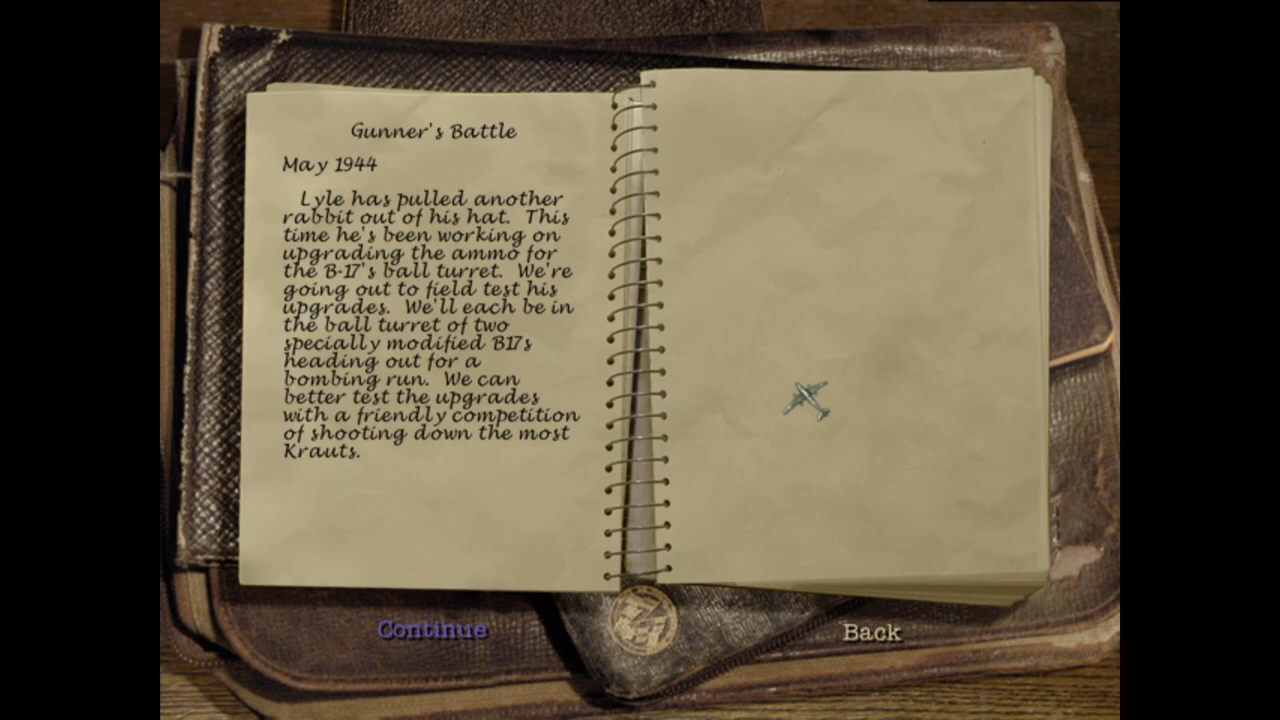 Gunner's Battle
May 1944
Lyle has pulled another
rabbit out of his hat. This
time he's been working on
upgrading the ammo for
the B-17's ball turret. We're
going out to field test his
upgrades. We'll each be in
the ball turret of two
specially modified B17s
heading out for a
bombing run. We can
better test the upgrades
with a friendly competition
of shooting down the most
Krauts.
Continue
Back